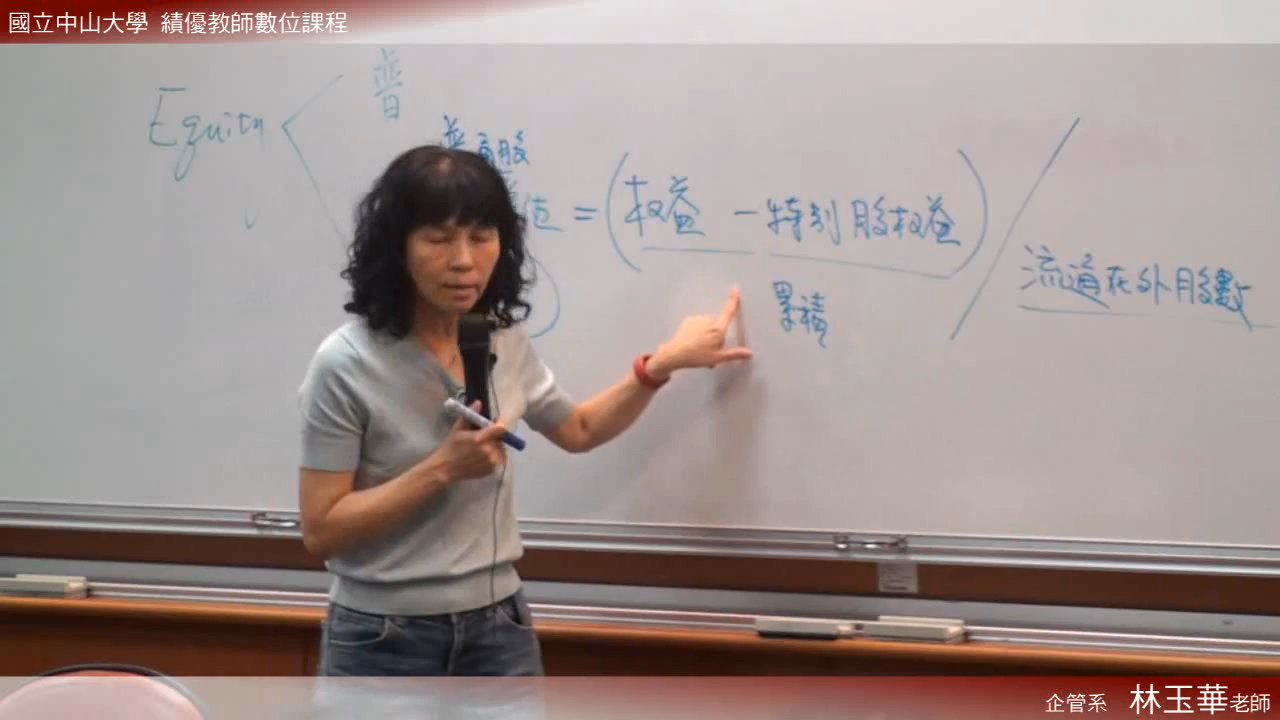 國立中山大學 績優教師數位課程
Equity
普
普通股
值 = (权益 - 特別股权益)
流通在外股數
累積
企管系 林玉華老師